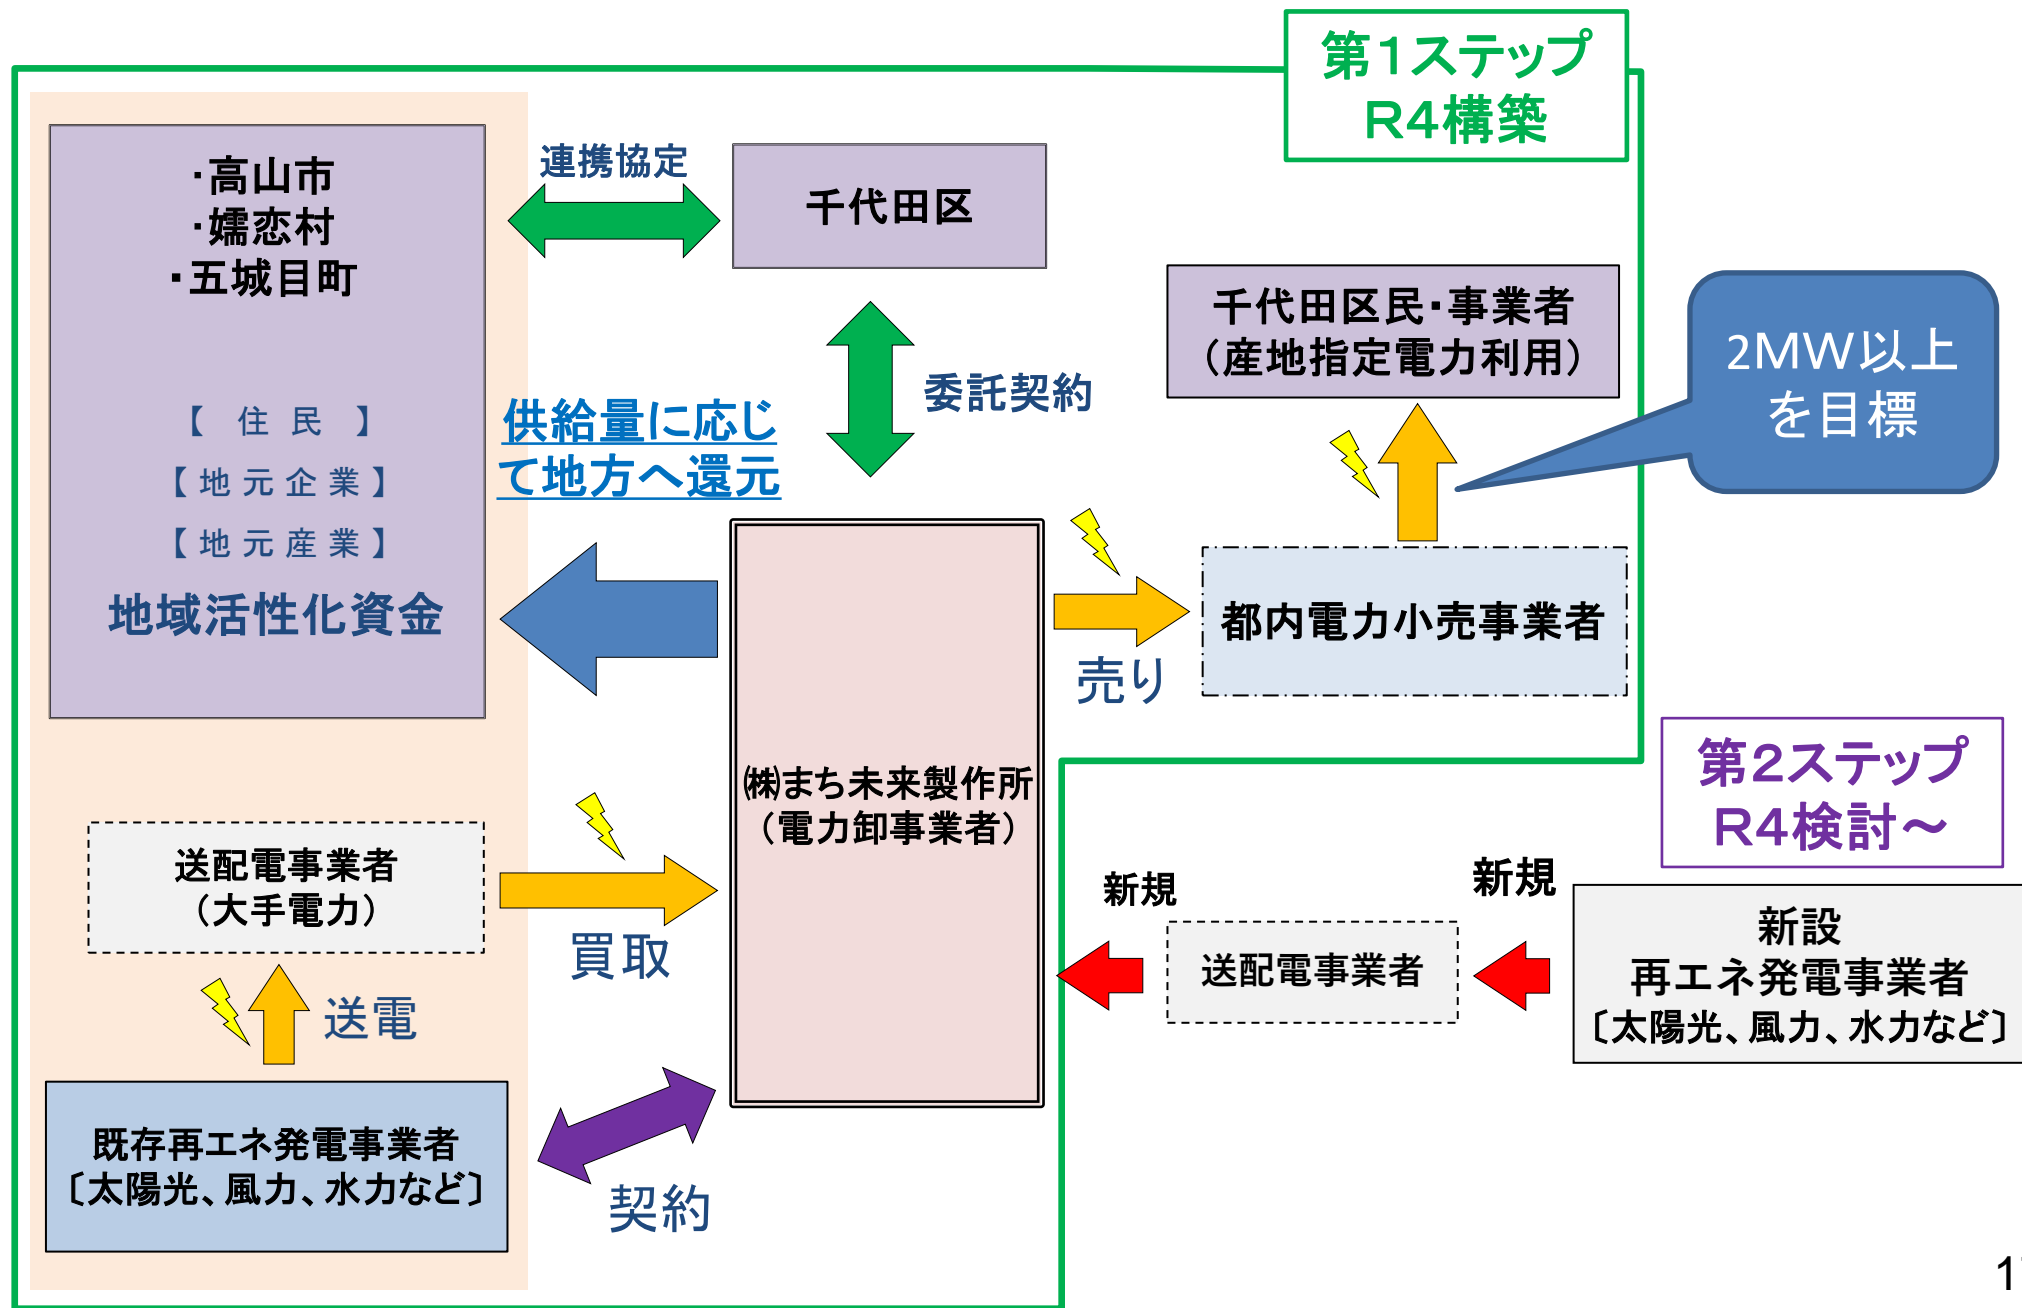 第1ステップ
R4構築
・高山市
・嬬恋村
・五城目町
【 住 民 】
【地元企業】
【地元産業】
地域活性化資金
連携協定
千代田区
委託契約
供給量に応じ
て地方へ還元
千代田区民・事業者
（産地指定電力利用）
2MW以上
を目標
都内電力小売事業者
売り
㈱まち未来製作所
（電力卸事業者）
送配電事業者
（大手電力）
買取
送電
既存再エネ発電事業者
〔太陽光、風力、水力など〕
契約
第2ステップ
R4検討～
新規
送配電事業者
新規
新設
再エネ発電事業者
〔太陽光、風力、水力など〕